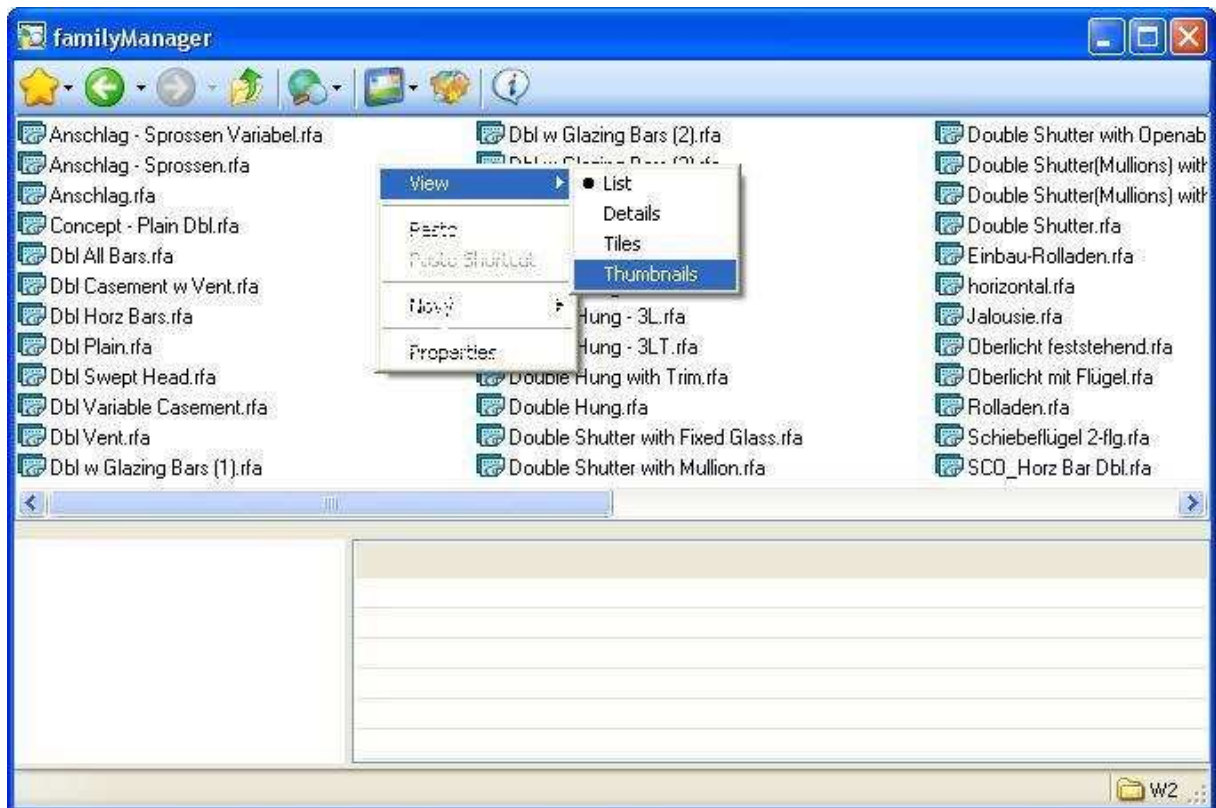 familyManager
Anschlag - Sprossen Variabel.rfa
Anschlag - Sprossen.rfa
Anschlag.rfa
Concept - Plain Dbl.rfa
Dbl All Bars.rfa
Dbl Casement w Vent.rfa
Dbl Horz Bars.rfa
Dbl Plain.rfa
Dbl Swept Head.rfa
Dbl Variable Casement.rfa
Dbl Vent.rfa
Dbl w Glazing Bars (1).rfa
Dbl w Glazing Bars (2).rfa
Hung - 3L.rfa
Hung - 3LT.rfa
Double Hung with Trim.rfa
Double Hung.rfa
Double Shutter with Fixed Glass.rfa
Double Shutter with Mullion.rfa
Double Shutter with Openab
Double Shutter(Mullions) with
Double Shutter(Mullions) with
Double Shutter.rfa
Einbau-Rolladen.rfa
horizontal.rfa
Jalousie.rfa
Oberlicht feststehend.rfa
Oberlicht mit Flügel.rfa
Rolladen.rfa
Schiebeflügel 2-flg.rfa
SCO_Horz Bar Dbl.rfa
View
Paste
Paste Shortcut
Properties
List
Details
Tiles
Thumbnails
W2